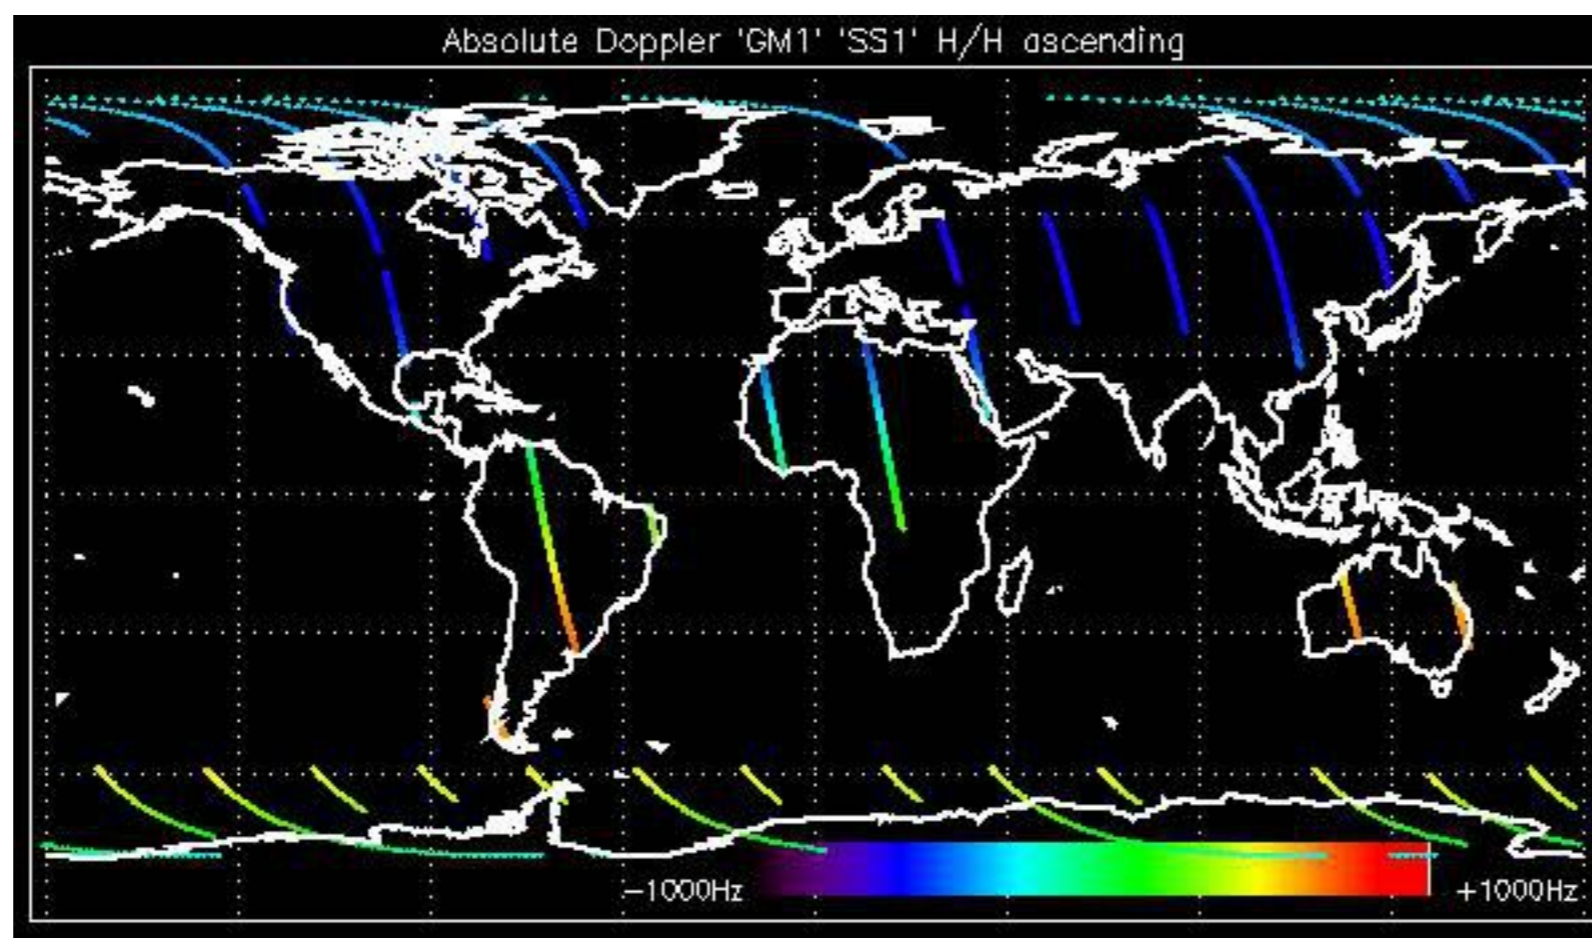 Absolute Doppler 'GM1' 'SS1' H/H ascending
-1000Hz
+1000Hz